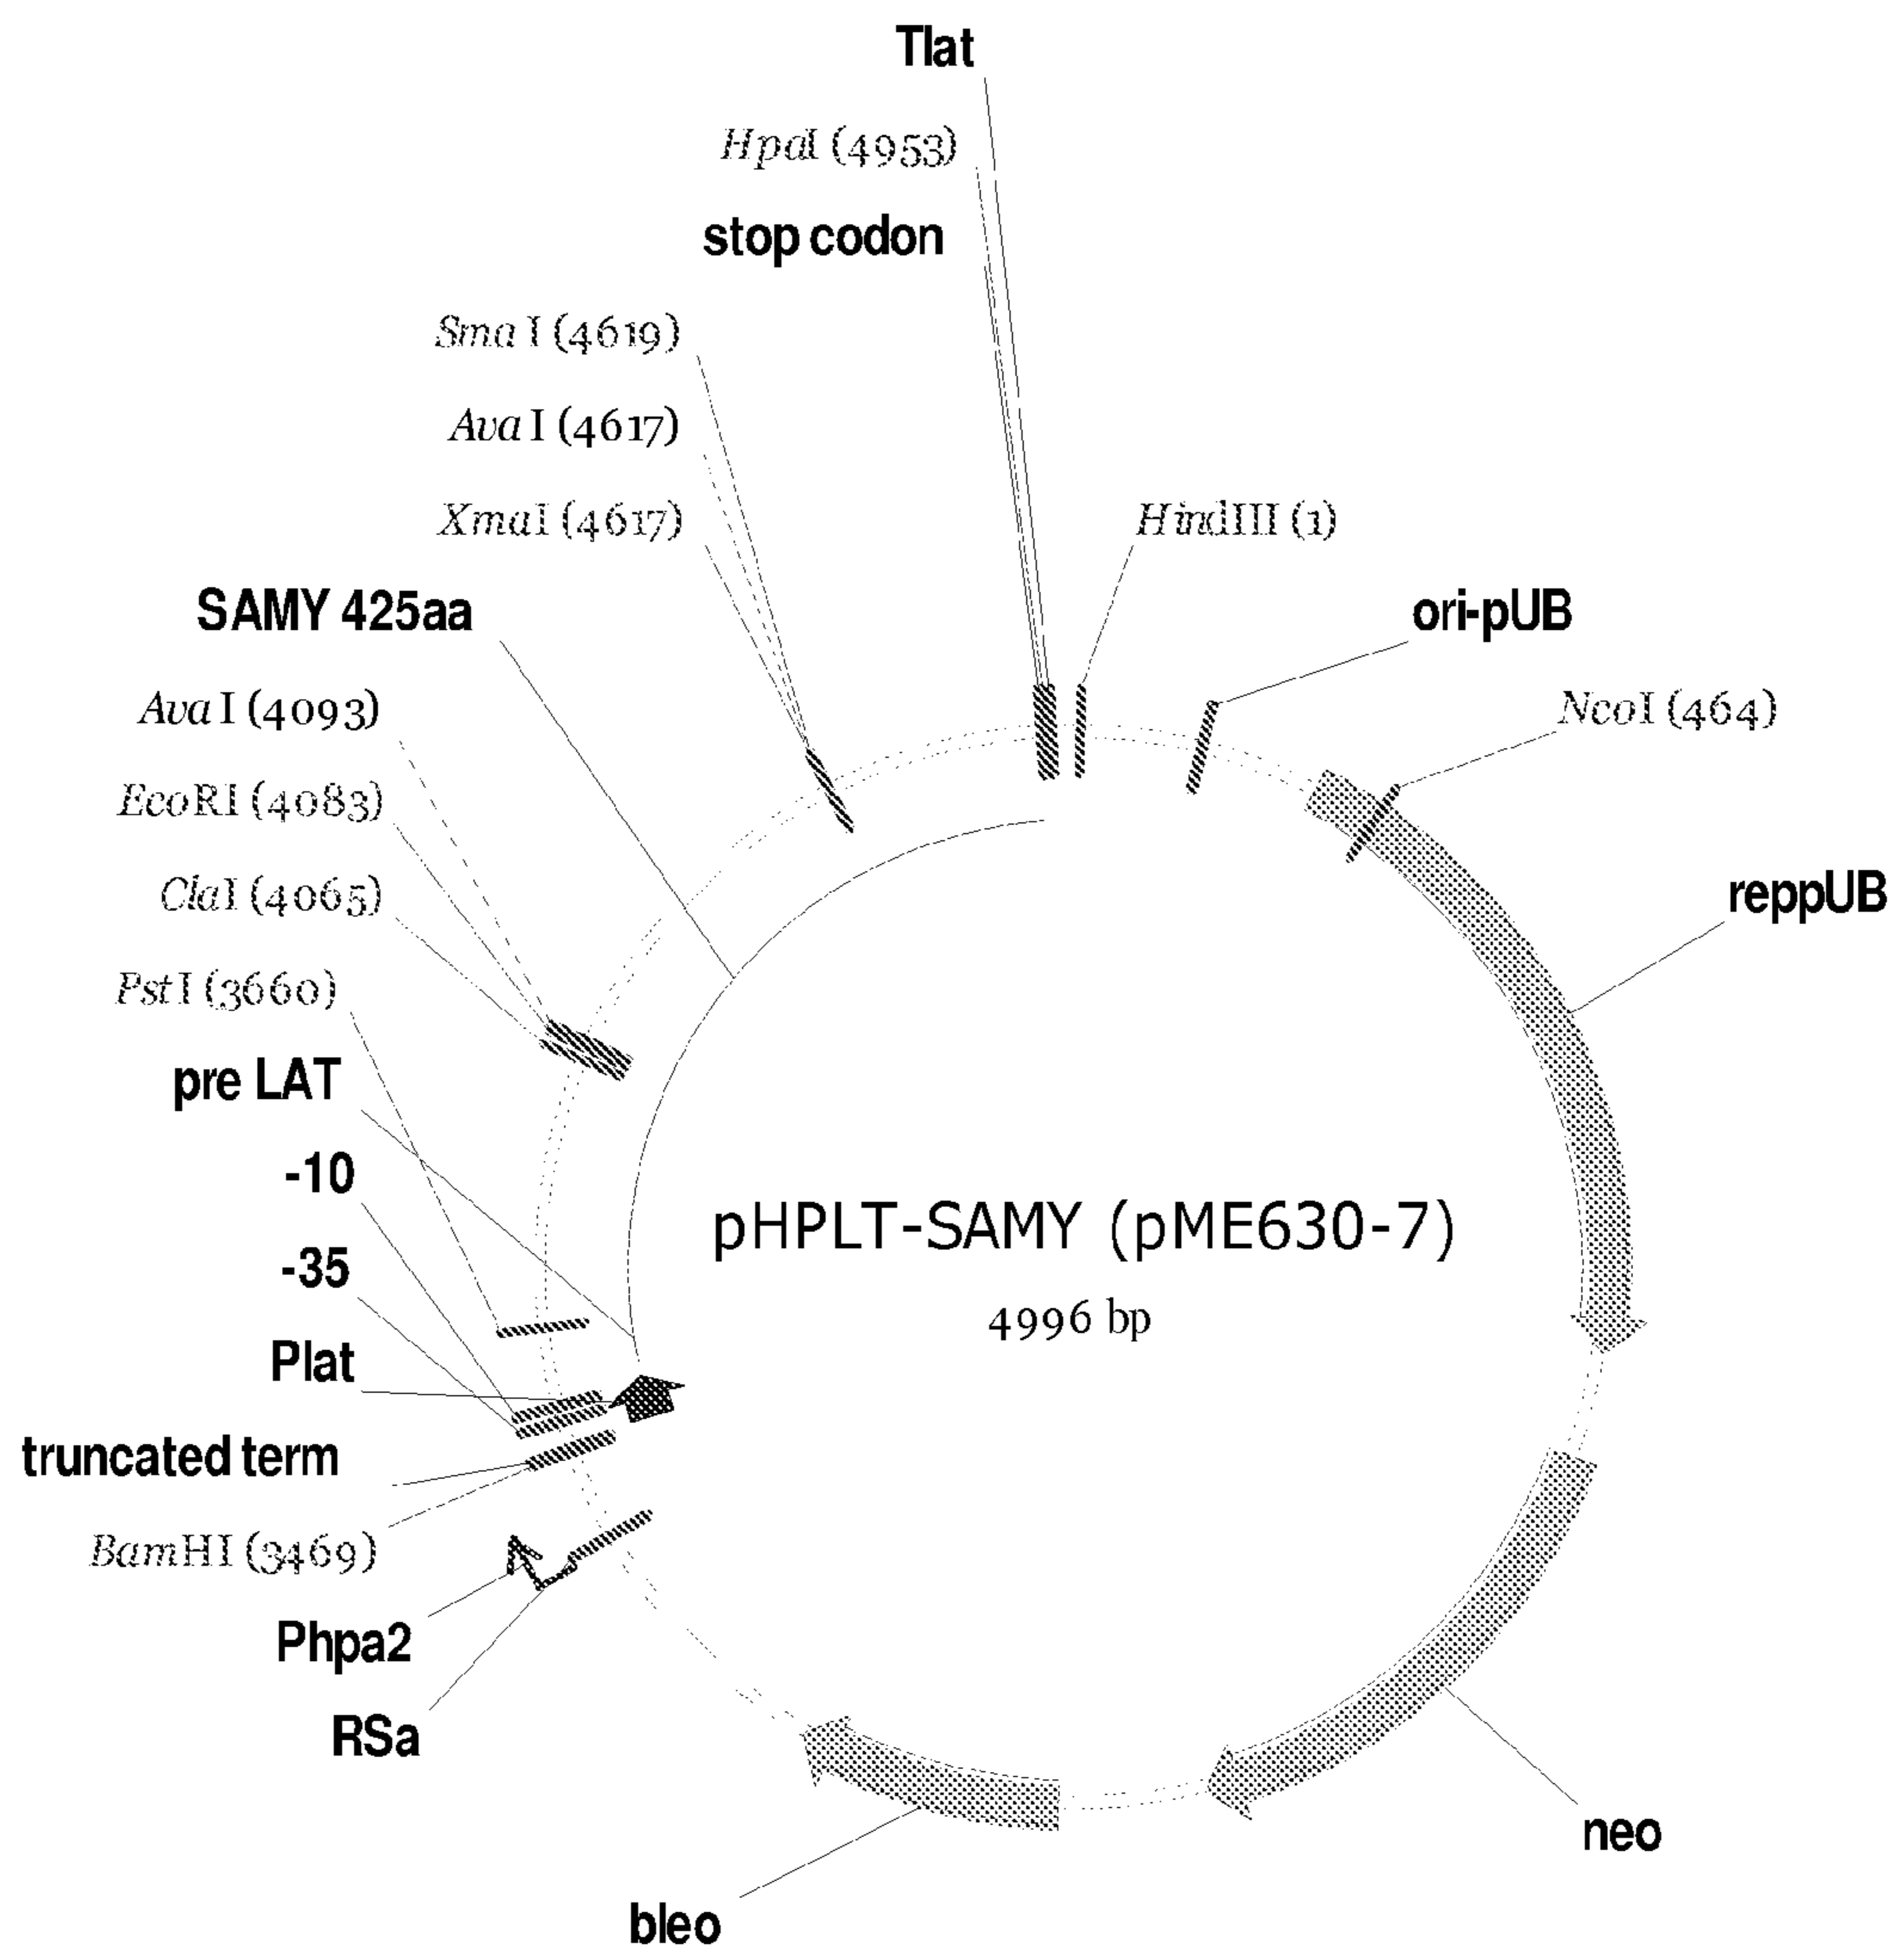 Tlat
HpaI (4953)
stop codon
SmaI (4619)
AvaI (4617)
XmaI (4617)
HindIII (1)
SAMY 425aa
ori-pUB
AvaI (4093)
NcoI (464)
EcoRI (4083)
ClaI (4065)
reppUB
PstI (3660)
pre LAT
-10
pHPLT-SAMY (pME630-7)
-35
4996 bp
Plat
truncated term
BamHI (3469)
Phpa2
RSa
neo
bleo